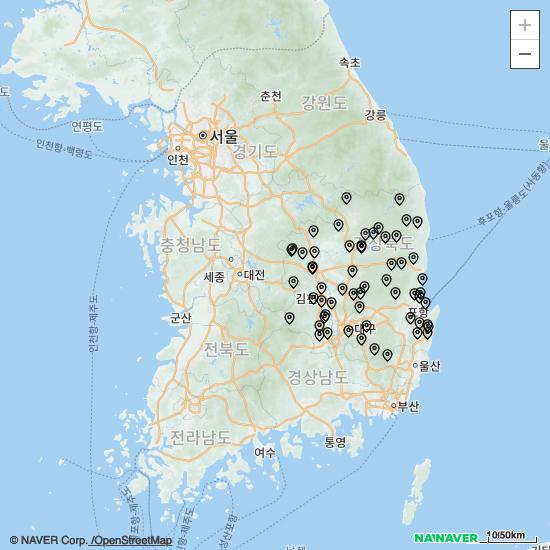 +
−
속초
춘천
강원도
강릉
도
연평도
서울
울
인천
경기도
인천항-백령도
후포항-울릉도(사동항)
충청남도
경상북도
세종
대전
인천항-제주도
김천
군산
포항
대구
전라북도
울산
경상남도
부산
전라남도
통영
여수
© NAVER Corp. /OpenStreetMap
NAVER
10/50km